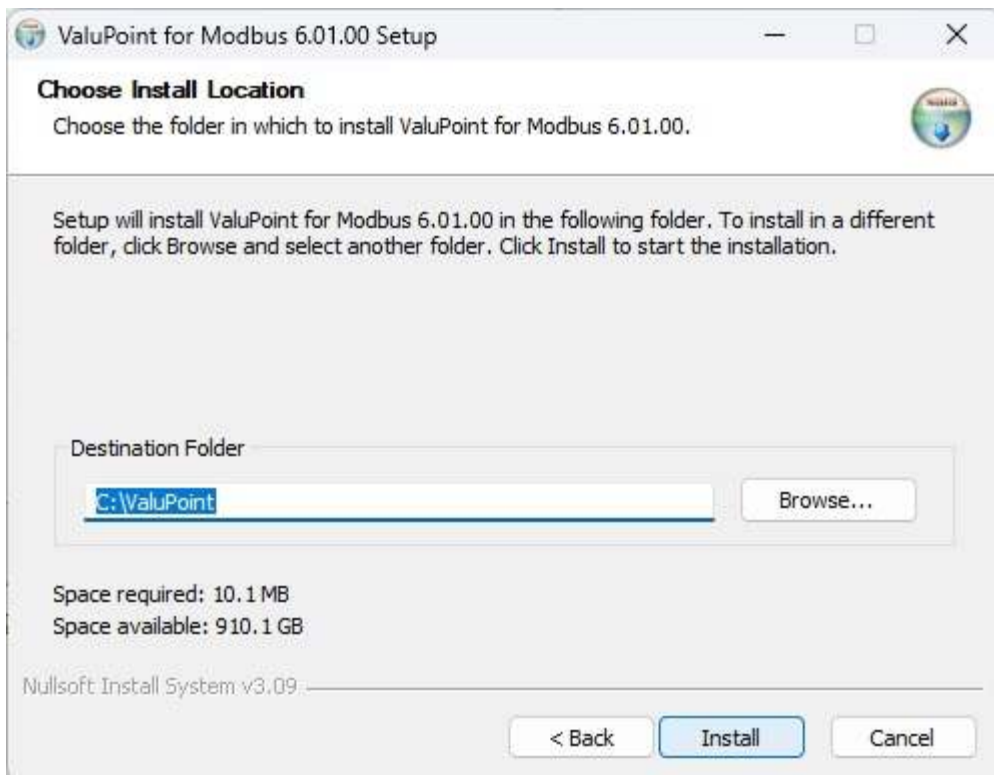 ValuPoint for Modbus 6.01.00 Setup
Choose Install Location
Choose the folder in which to install ValuPoint for Modbus 6.01.00.
Setup will install ValuPoint for Modbus 6.01.00 in the following folder. To install in a different
folder, click Browse and select another folder. Click Install to start the installation.
Destination Folder
C:\ValuPoint
Browse...
Space required: 10.1 MB
Space available: 910.1 GB
Nullsoft Install System v3.09
< Back
Install
Cancel